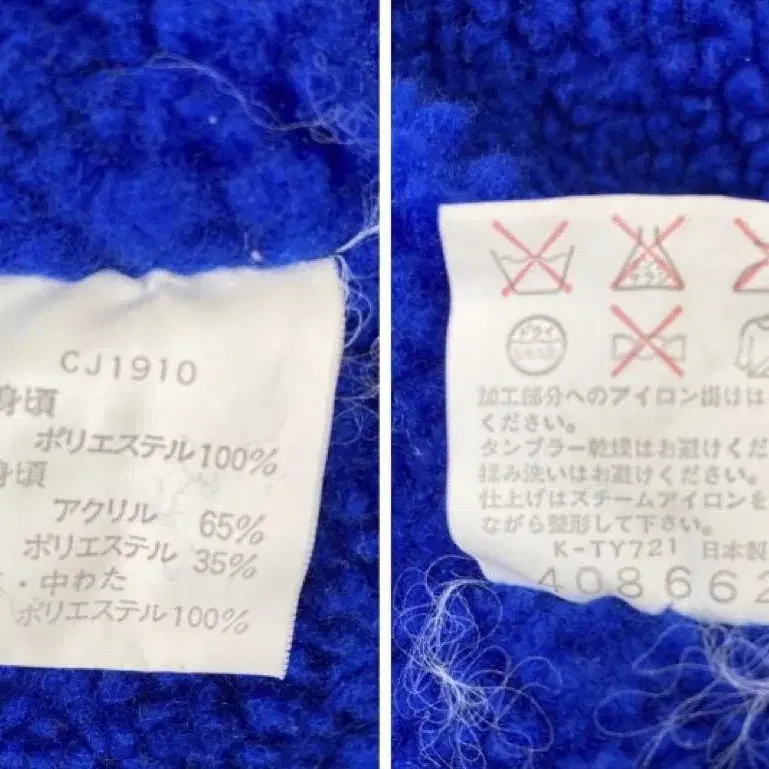 CJ1910
身頃
ポリエステル100%
身頃
アクリル 65%
ポリエステル 35%
・中わた
ポリエステル100%
ドライ
加工部分へのアイロン掛けは
ください。
タンブラー乾燥はお避けくだ
揉み洗いはお避けください。
仕上げはスチームアイロンを
ながら整形して下さい。
K-TY721 日本製
408662